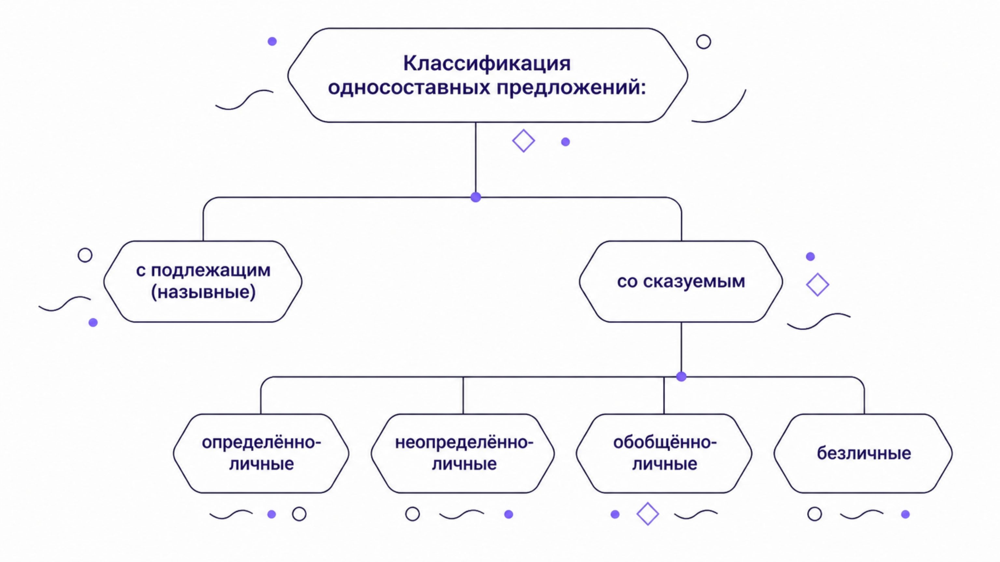 Классификация
односоставных предложений:
с подлежащим
(назывные)
со сказуемым
определённо-
личные
неопределённо-
личные
обобщённо-
личные
безличные